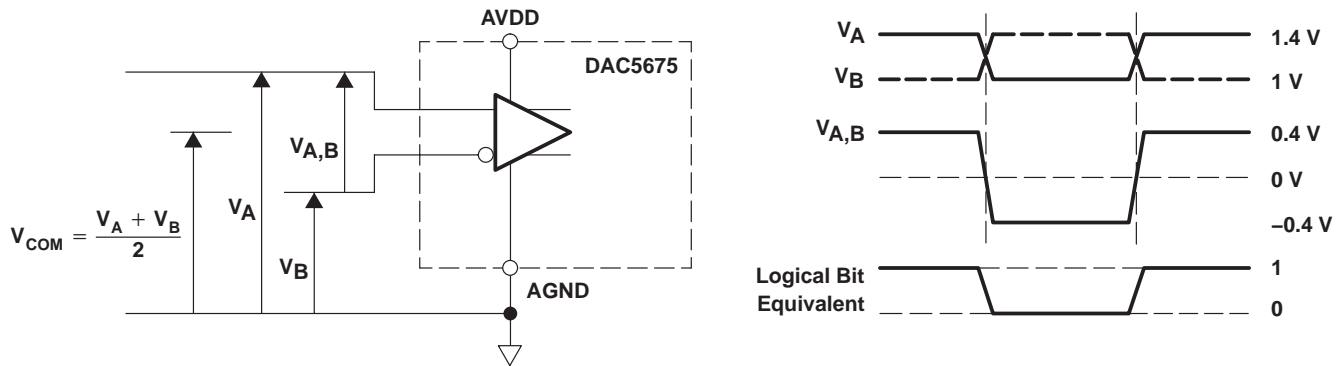 AVDD
DAC5675
V_A,B
V_A
V_COM = (V_A + V_B) / 2
V_B
AGND
V_A
1.4 V
V_B
1 V
V_A,B
0.4 V
0 V
−0.4 V
Logical Bit
Equivalent
1
0